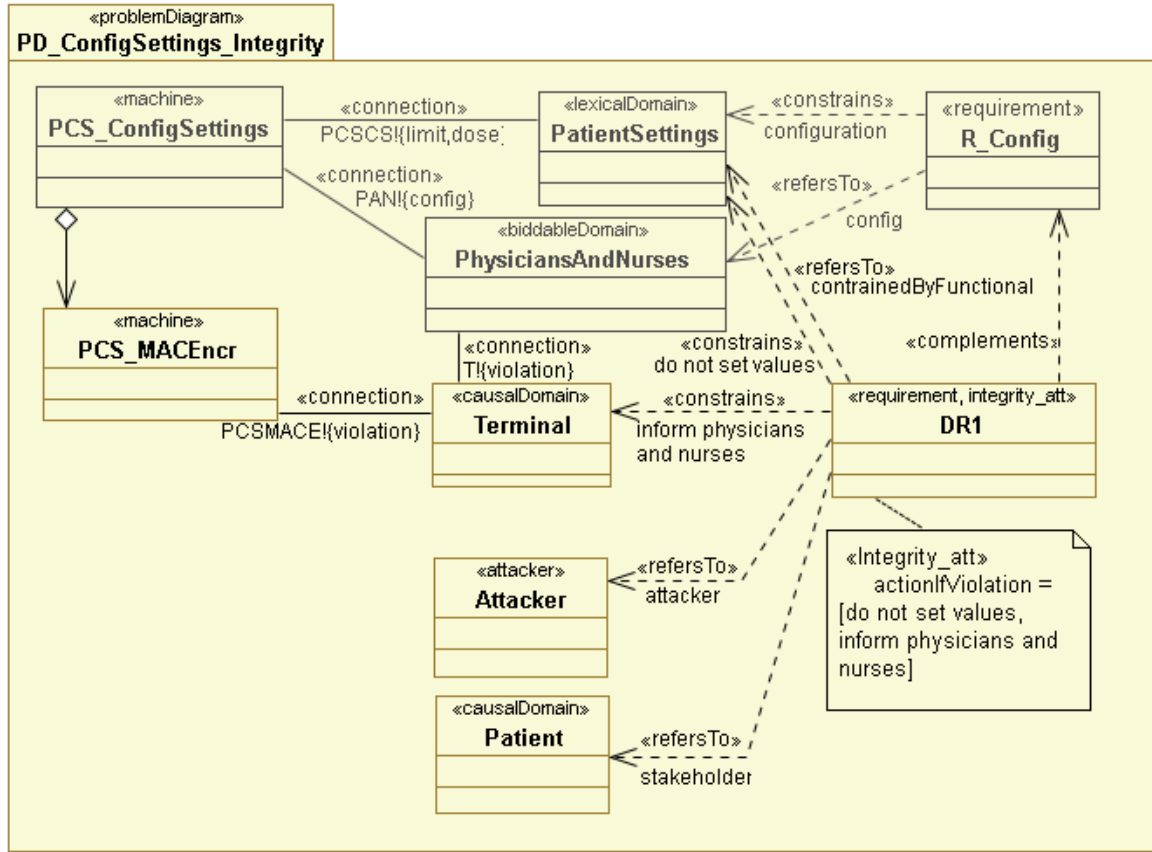 «problemDiagram»
PD_ConfigSettings_Integrity
«machine»
PCS_ConfigSettings
«connection»
PCSCS!{limit,dose}
«lexicalDomain»
PatientSettings
«constrains»
configuration
«requirement»
R_Config
«connection»
PAN!{config}
«refersTo»
config
«biddableDomain»
PhysiciansAndNurses
«refersTo»
contrainedByFunctional
«machine»
PCS_MACEncr
«connection»
T!{violation}
«constrains»
do not set values
«complements»
«connection»
PCSMACE!{violation}
«causalDomain»
Terminal
«constrains»
inform physicians
and nurses
«requirement, integrity_att»
DR1
«attacker»
Attacker
«refersTo»
attacker
«Integrity_att»
actionIfViolation =
[do not set values,
inform physicians and
nurses]
«causalDomain»
Patient
«refersTo»
stakeholder